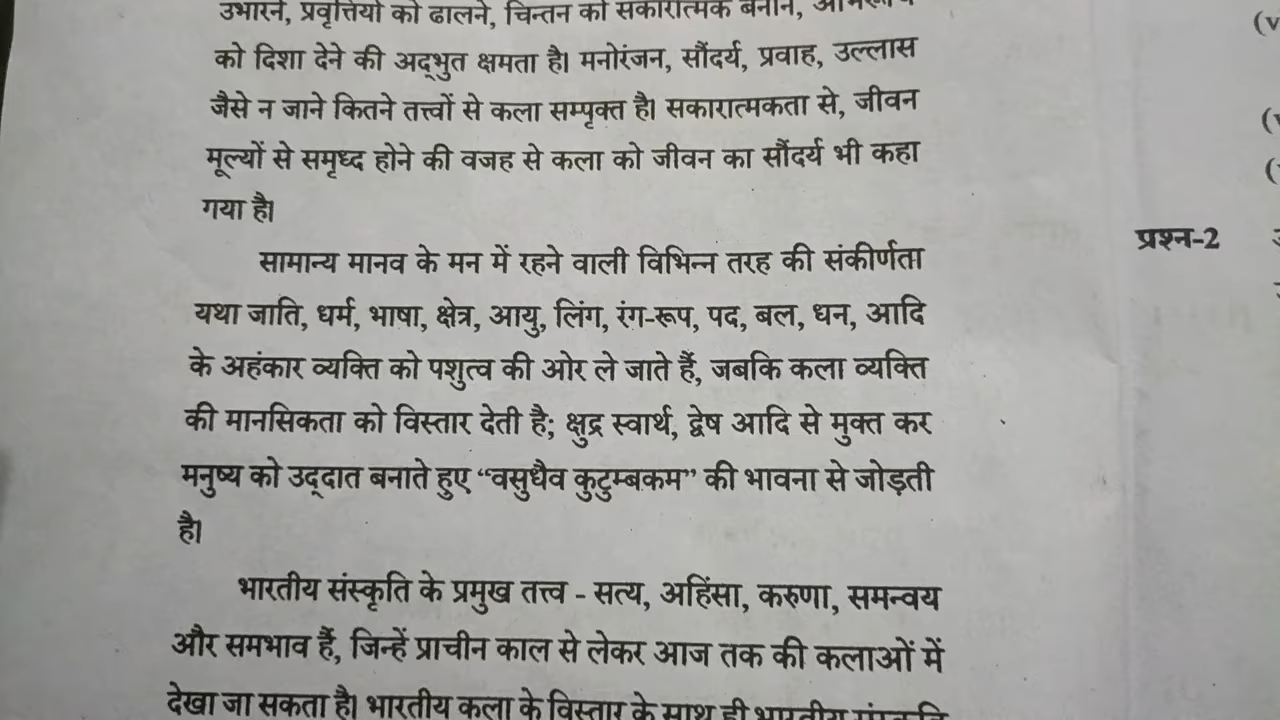 उभारने, प्रवृत्तियों को ढालने, चिन्तन को सकारात्मक बनाने,
को दिशा देने की अद्‌भुत क्षमता है। मनोरंजन, सौंदर्य, प्रवाह, उल्लास
जैसे न जाने कितने तत्त्वों से कला सम्पृक्त है। सकारात्मकता से, जीवन
मूल्यों से समृध्द होने की वजह से कला को जीवन का सौंदर्य भी कहा
गया है।
सामान्य मानव के मन में रहने वाली विभिन्न तरह की संकीर्णता
यथा जाति, धर्म, भाषा, क्षेत्र, आयु, लिंग, रंग-रूप, पद, बल, धन, आदि
के अहंकार व्यक्ति को पशुत्व की ओर ले जाते हैं, जबकि कला व्यक्ति
की मानसिकता को विस्तार देती है; क्षुद्र स्वार्थ, द्वेष आदि से मुक्त कर
मनुष्य को उद्‌दात बनाते हुए “वसुधैव कुटुम्बकम” की भावना से जोड़ती
है।
भारतीय संस्कृति के प्रमुख तत्त्व - सत्य, अहिंसा, करुणा, समन्वय
और समभाव हैं, जिन्हें प्राचीन काल से लेकर आज तक की कलाओं में
देखा जा सकता है। भारतीय कला के विस्तार के साथ ही भारतीय संस्कृति
प्रश्न-2